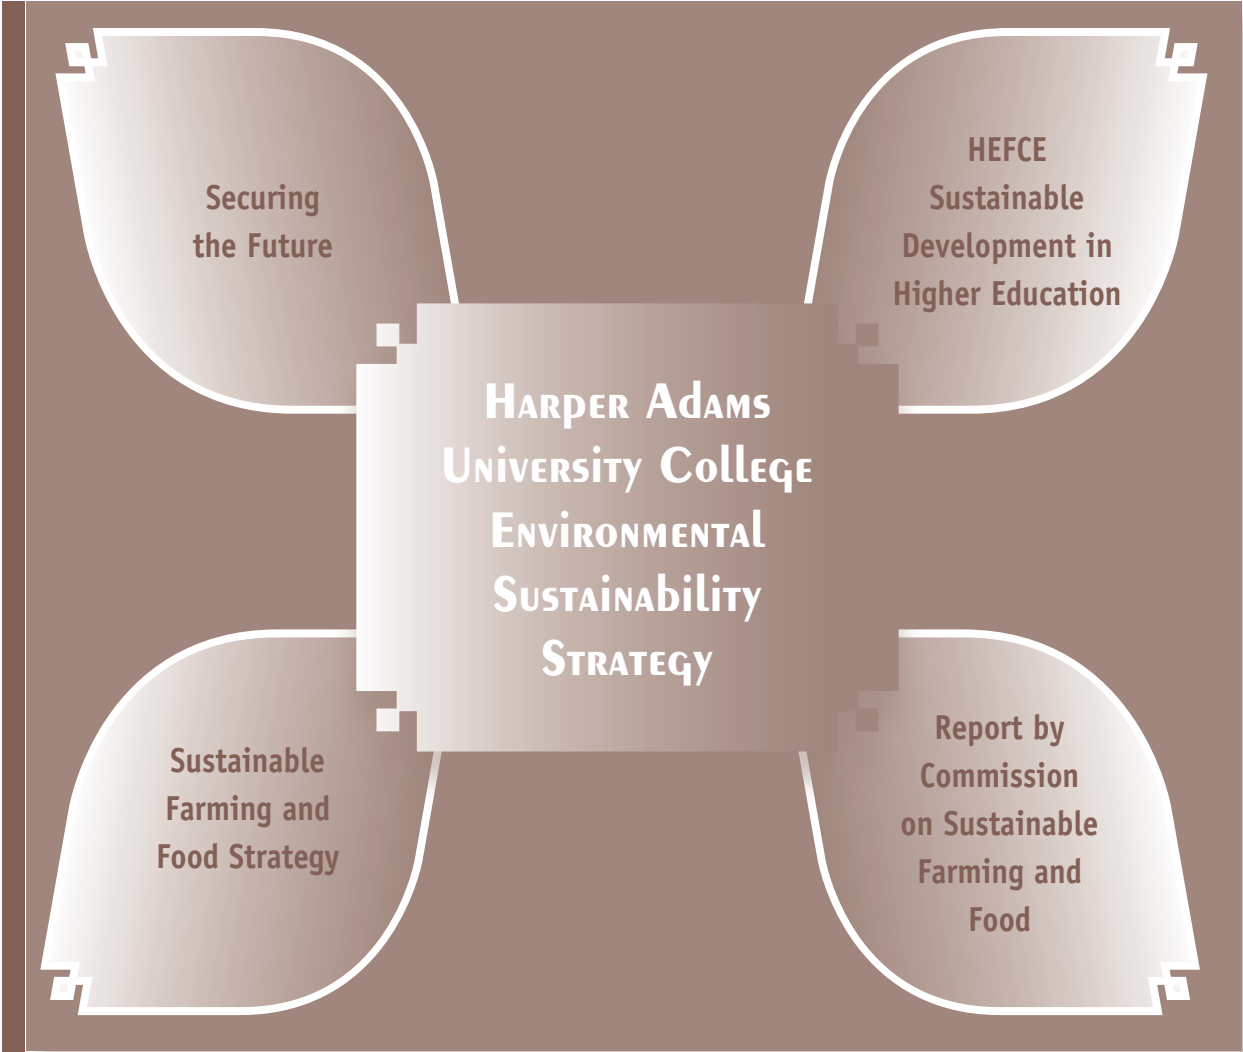 Securing
the Future
HEFCE
Sustainable
Development in
Higher Education
Harper Adams
University College
Environmental
Sustainability
Strategy
Sustainable
Farming and
Food Strategy
Report by
Commission
on Sustainable
Farming and
Food